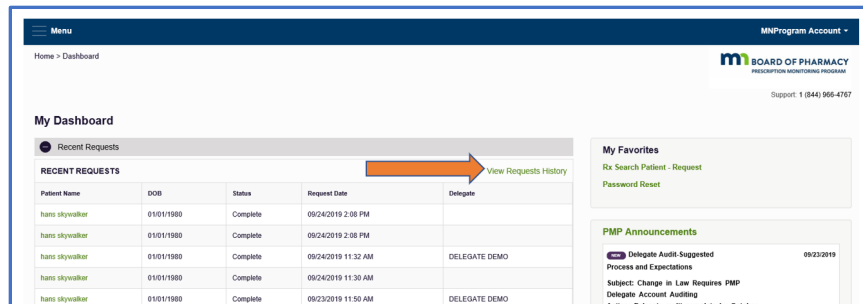 Menu
MNProgram Account
Home > Dashboard
mn BOARD OF PHARMACY
PRESCRIPTION MONITORING PROGRAM
Support: 1 (844) 966-4767
My Dashboard
Recent Requests
RECENT REQUESTS
View Requests History
Patient Name DOB Status Request Date Delegate
hans skywalker 01/01/1980 Complete 09/24/2019 2:08 PM
hans skywalker 01/01/1980 Complete 09/24/2019 2:08 PM
hans skywalker 01/01/1980 Complete 09/24/2019 11:32 AM DELEGATE DEMO
hans skywalker 01/01/1980 Complete 09/24/2019 11:30 AM
hans skywalker 01/01/1980 Complete 09/23/2019 11:50 AM DELEGATE DEMO
My Favorites
Rx Search Patient - Request
Password Reset
PMP Announcements
NEW Delegate Audit-Suggested 09/23/2019
Process and Expectations
Subject: Change in Law Requires PMP
Delegate Account Auditing